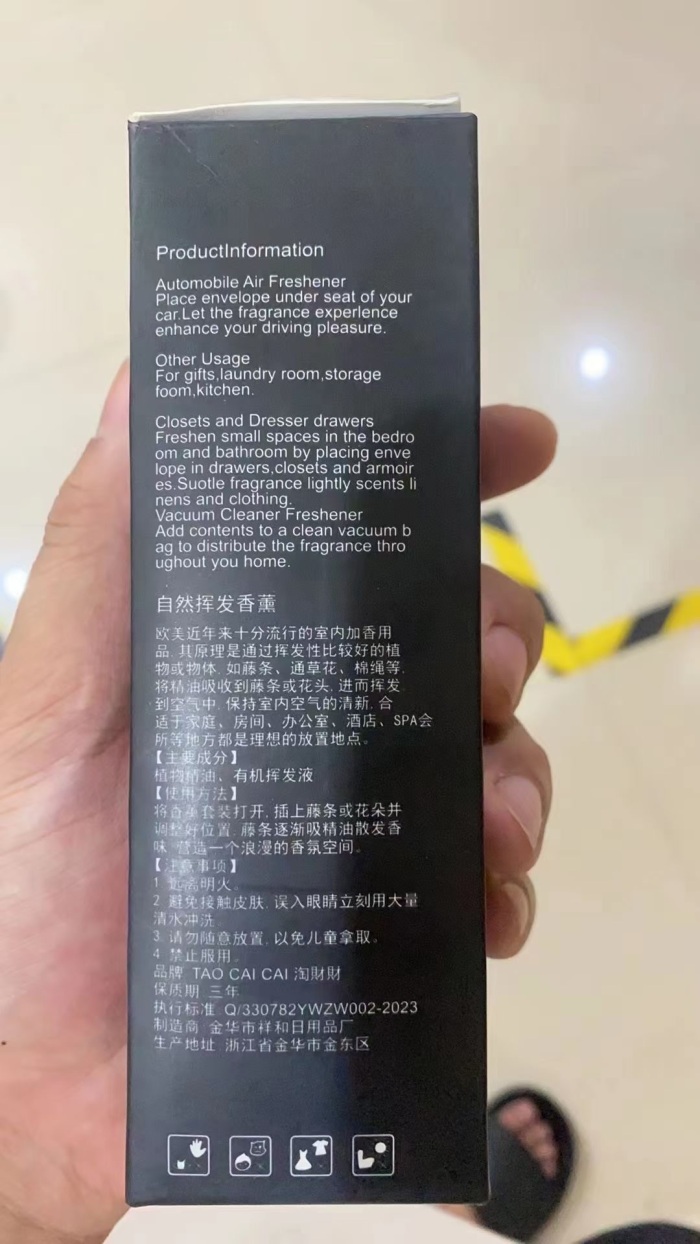 ProductInformation
Automobile Air Freshener
Place envelope under seat of your
car.Let the fragrance experlence
enhance your driving pleasure.
Other Usage
For gifts,laundry room,storage
foom,kitchen.
Closets and Dresser drawers
Freshen small spaces in the bedro
om and bathroom by placing enve
lope in drawers,closets and armoir
es.Suotle fragrance lightly scents li
nens and clothing.
Vacuum Cleaner Freshener
Add contents to a clean vacuum b
ag to distribute the fragrance thro
ughout you home.
自然挥发香薰
欧美近年来十分流行的室内加香用
品,其原理是通过挥发性比较好的植
物或物体,如藤条、通草花、棉绳等,
将精油吸收到藤条或花头,进而挥发
到空气中,保持室内空气的清新,合
适于家庭、房间、办公室、酒店、SPA会
所等地方都是理想的放置地点。
【主要成分】
植物精油、有机挥发液
【使用方法】
将香薰套装打开,插上藤条或花朵并
调整好位置,藤条逐渐吸精油散发香
味,营造一个浪漫的香氛空间。
【注意事项】
1.远离明火。
2.避免接触皮肤,误入眼睛立刻用大量
清水冲洗。
3.请勿随意放置,以免儿童拿取。
4.禁止服用。
品牌:TAO CAI CAI 淘财财
保质期:三年
执行标准:Q/330782YWZW002-2023
制造商:金华市祥和日用品厂
生产地址:浙江省金华市金东区